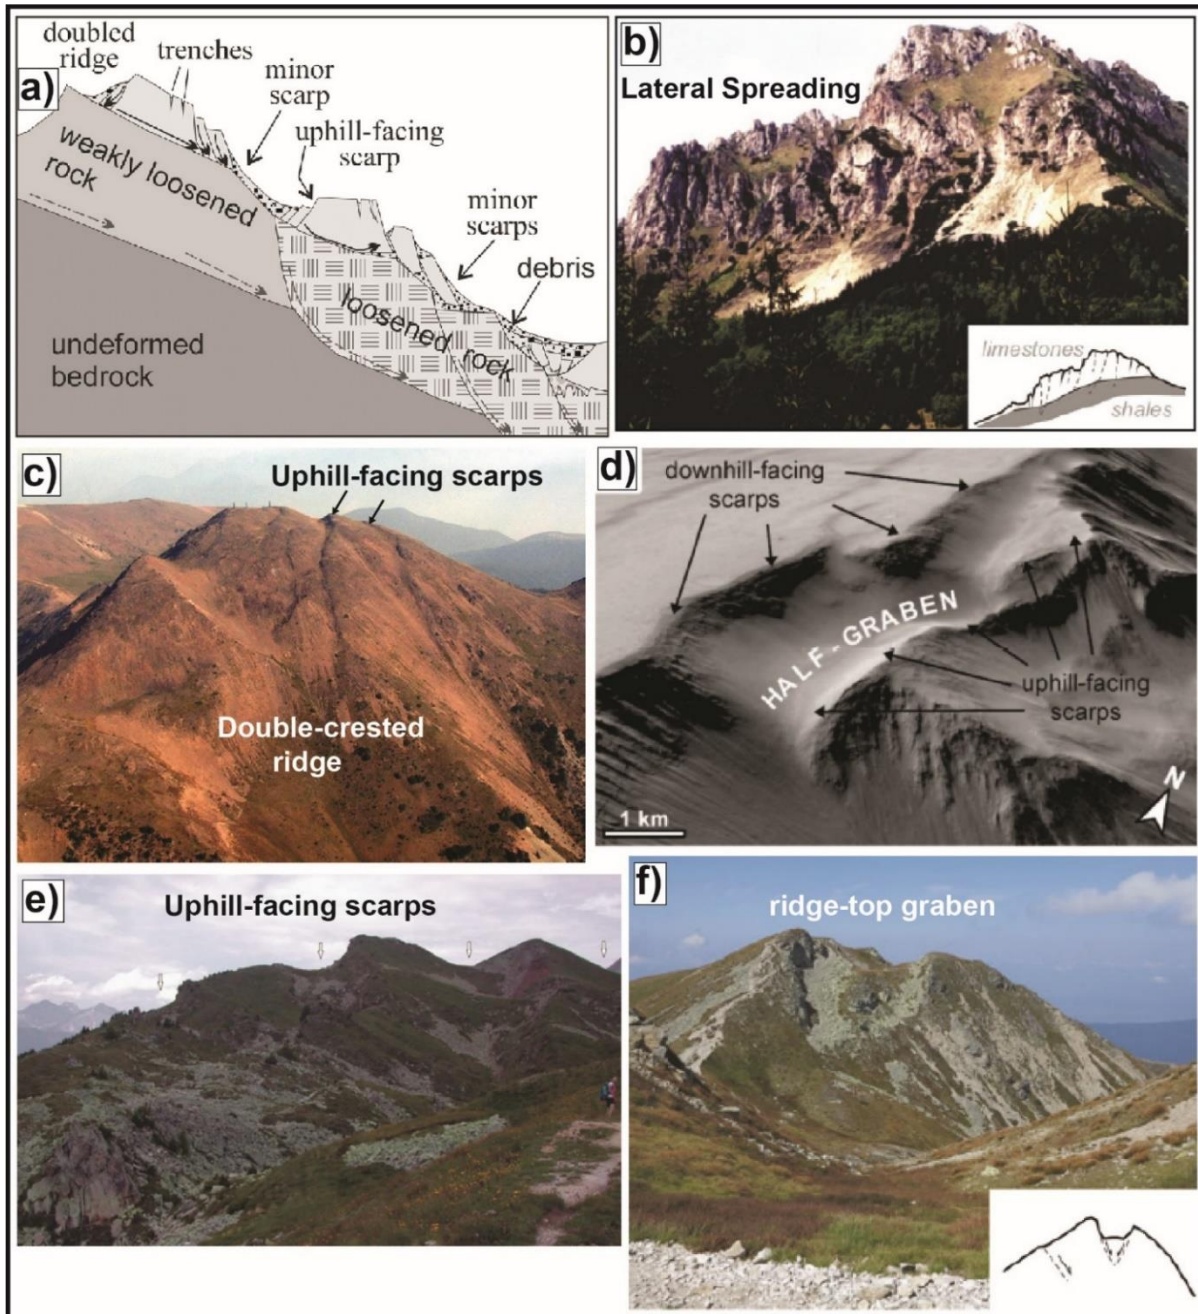 a)
doubled
ridge
trenches
minor
scarp
uphill-facing
scarp
minor
scarps
debris
weakly loosened
rock
loosened rock
undeformed
bedrock
b)
Lateral Spreading
limestones
shales
c)
Uphill-facing scarps
Double-crested
ridge
d)
downhill-facing
scarps
HALF-GRABEN
uphill-facing
scarps
1 km
N
e)
Uphill-facing scarps
f)
ridge-top graben